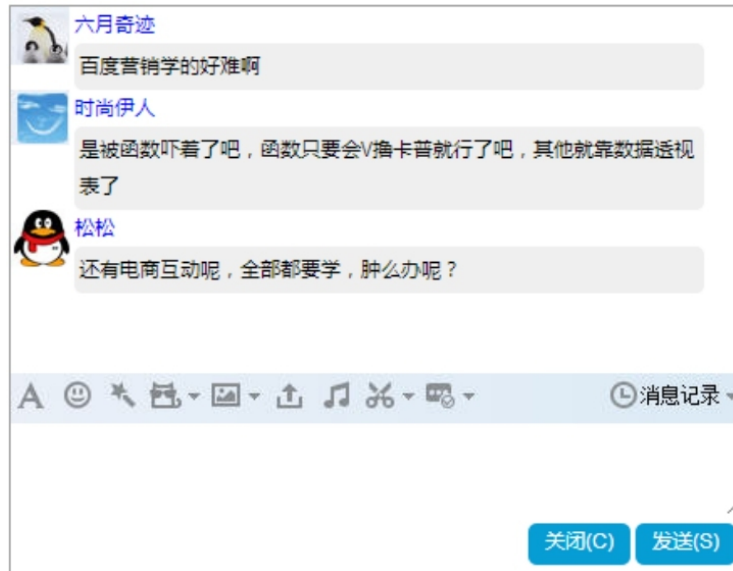 六月奇迹
百度营销学的好难啊
时尚伊人
是被函数吓着了吧，函数只要会V撸卡普就行了吧，其他就靠数据透视
表了
松松
还有电商互动呢，全部都要学，肿么办呢？
消息记录
关闭(C) 发送(S)